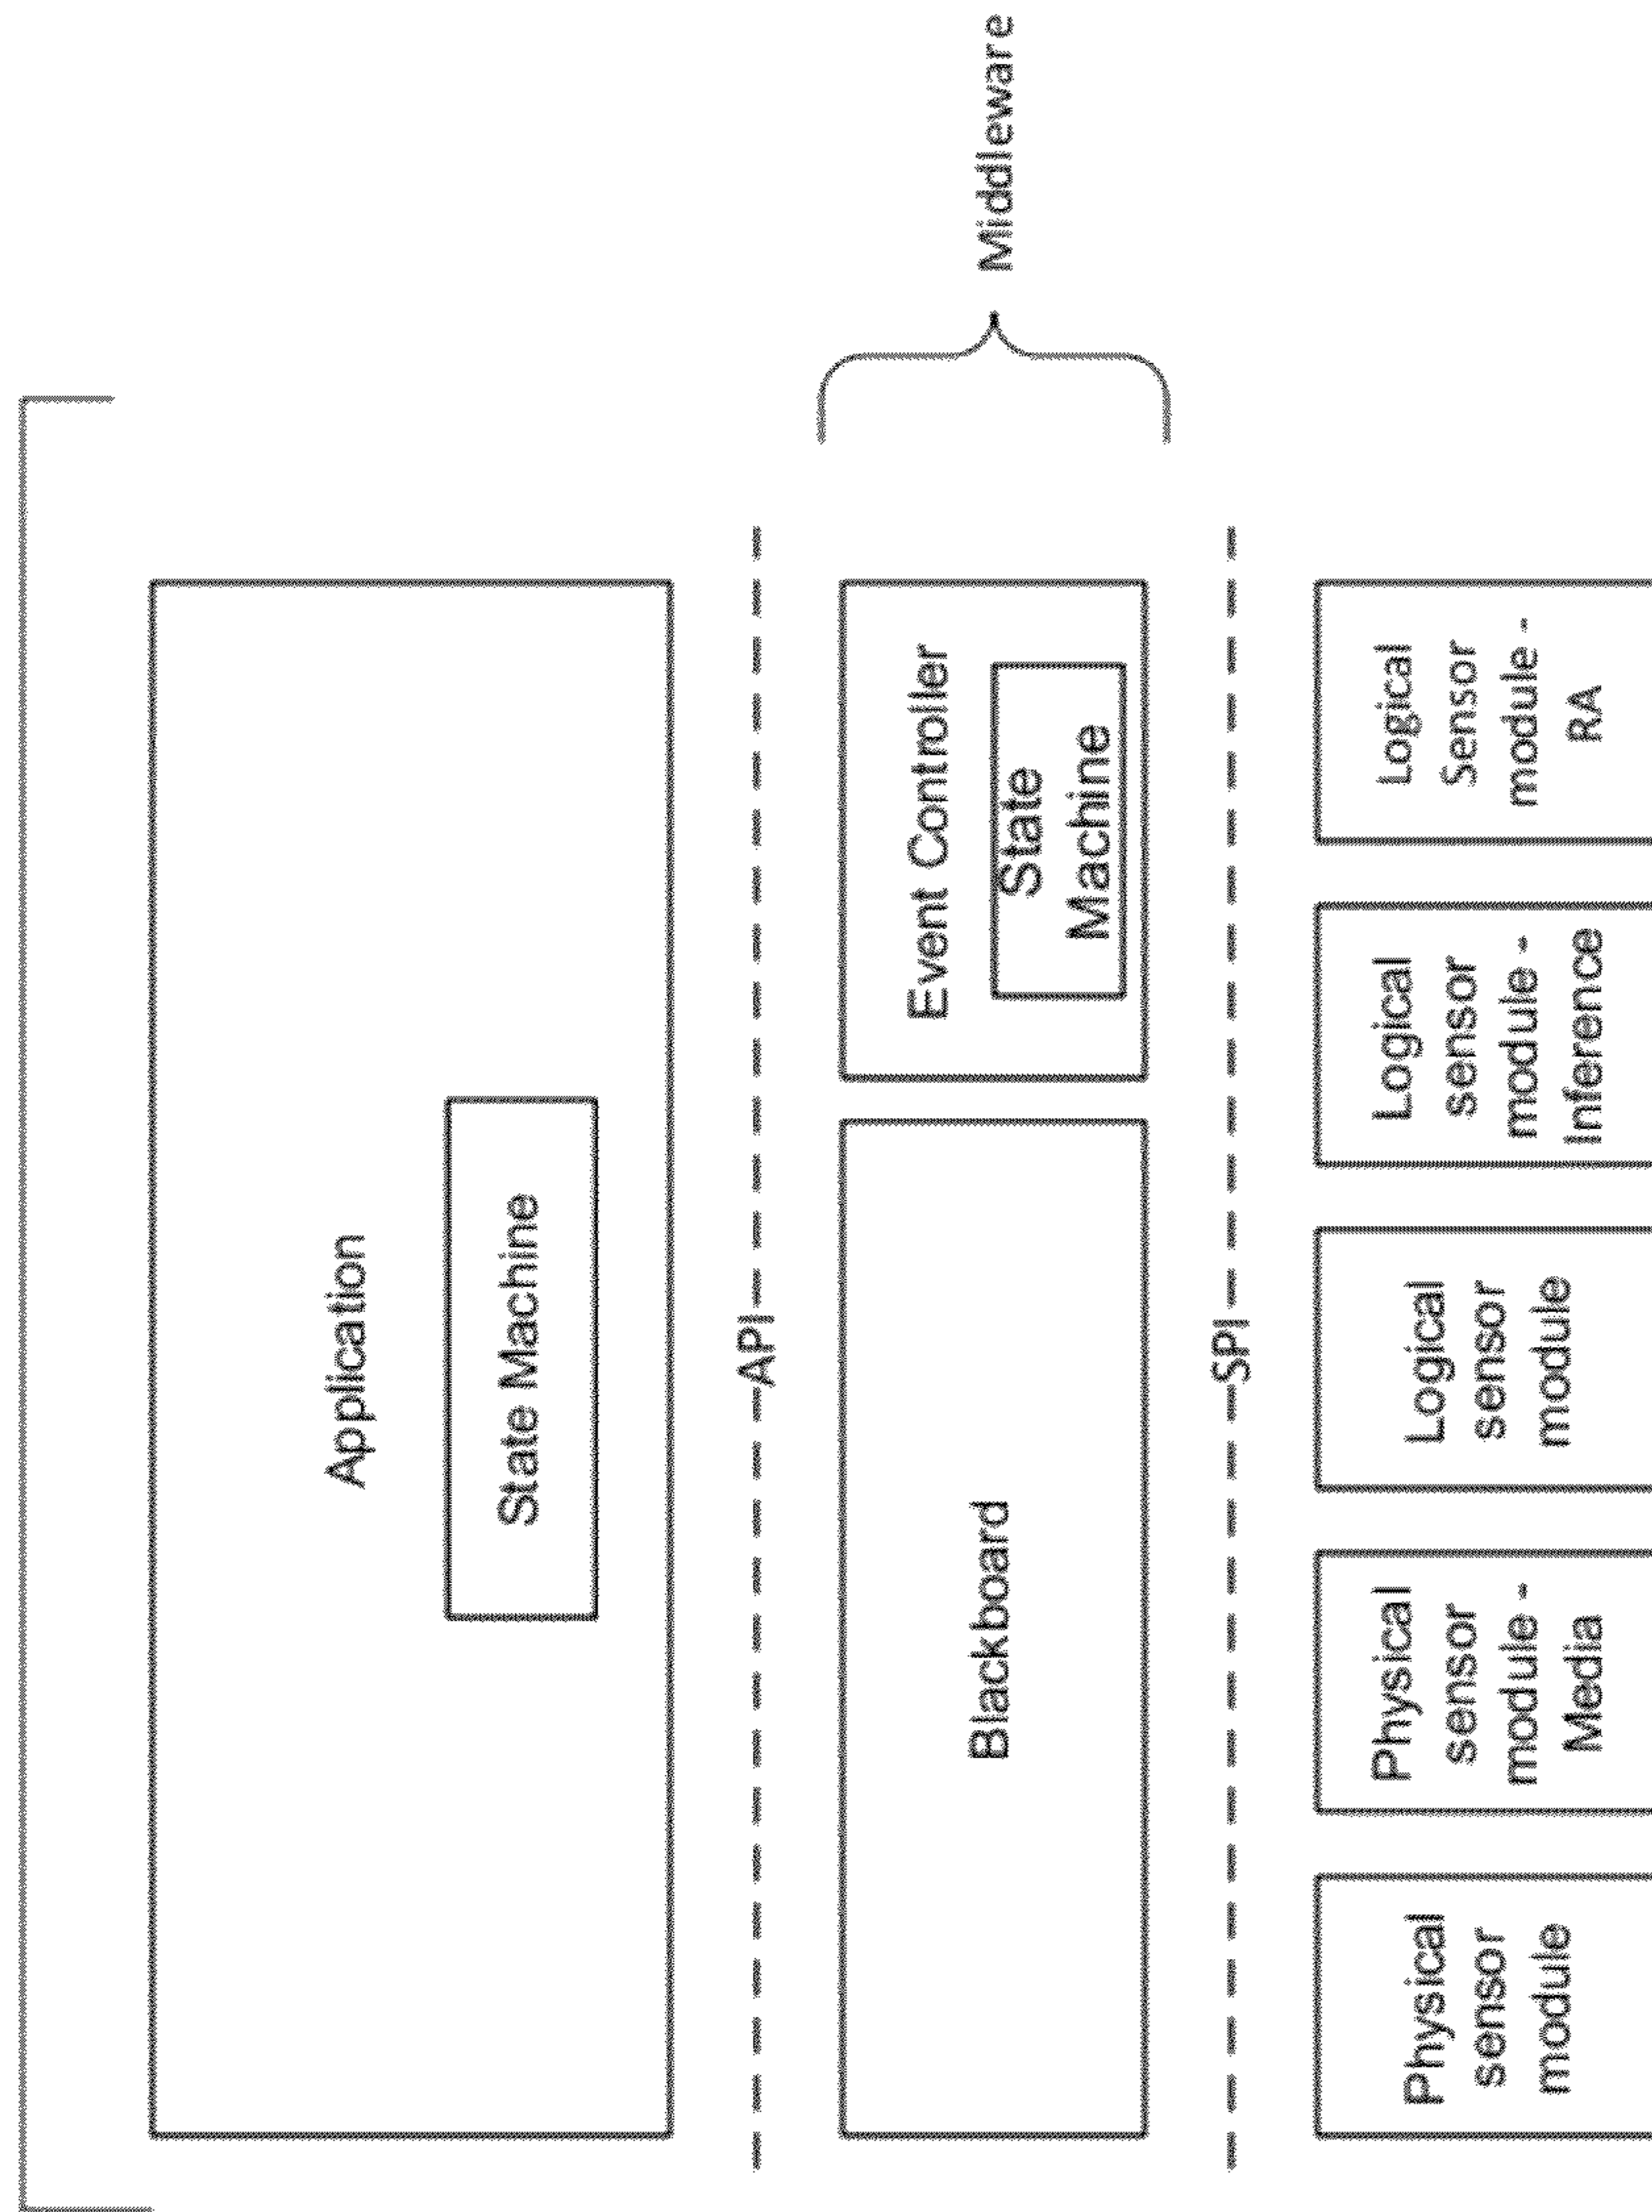 Application
State Machine
API
Blackboard
Event Controller
State
Machine
Middleware
SPI
Physical
sensor
module
Physical
sensor
module -
Media
Logical
sensor
module
Logical
sensor
module -
Inference
Logical
Sensor
module -
RA